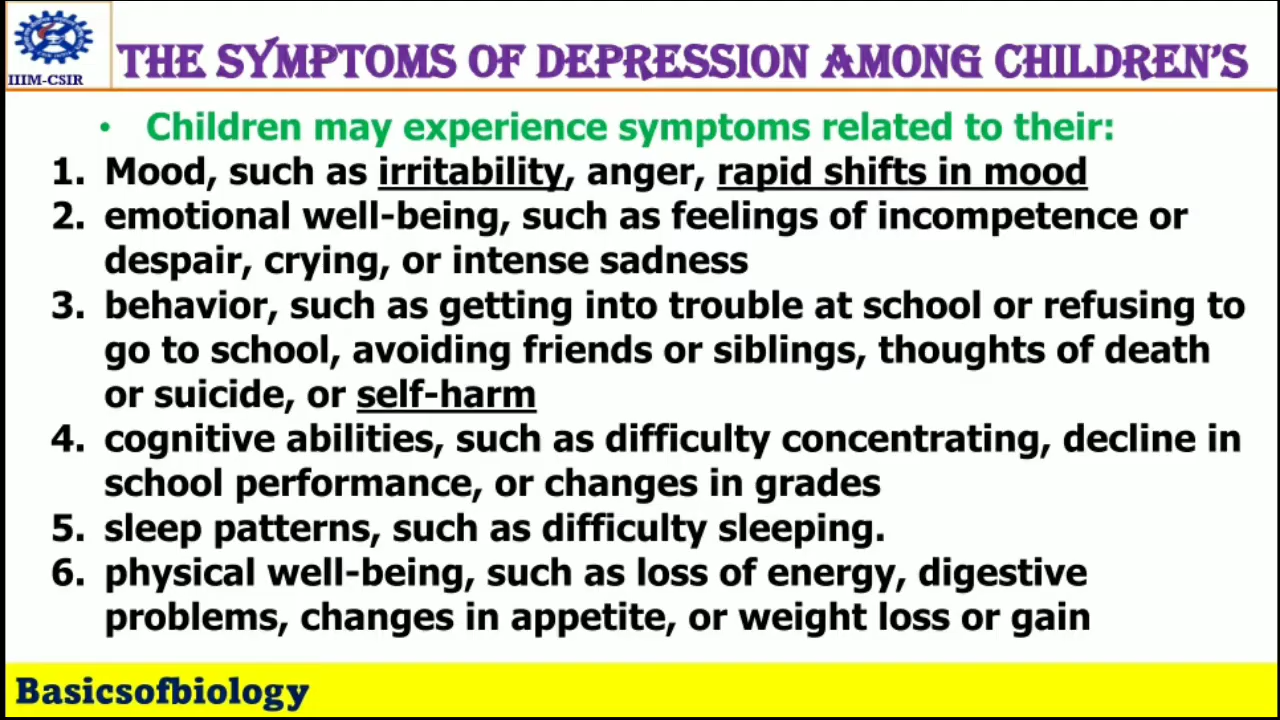 IIIM-CSIR
THE SYMPTOMS OF DEPRESSION AMONG CHILDREN'S
• Children may experience symptoms related to their:
1. Mood, such as irritability, anger, rapid shifts in mood
2. emotional well-being, such as feelings of incompetence or
despair, crying, or intense sadness
3. behavior, such as getting into trouble at school or refusing to
go to school, avoiding friends or siblings, thoughts of death
or suicide, or self-harm
4. cognitive abilities, such as difficulty concentrating, decline in
school performance, or changes in grades
5. sleep patterns, such as difficulty sleeping.
6. physical well-being, such as loss of energy, digestive
problems, changes in appetite, or weight loss or gain
Basicsofbiology